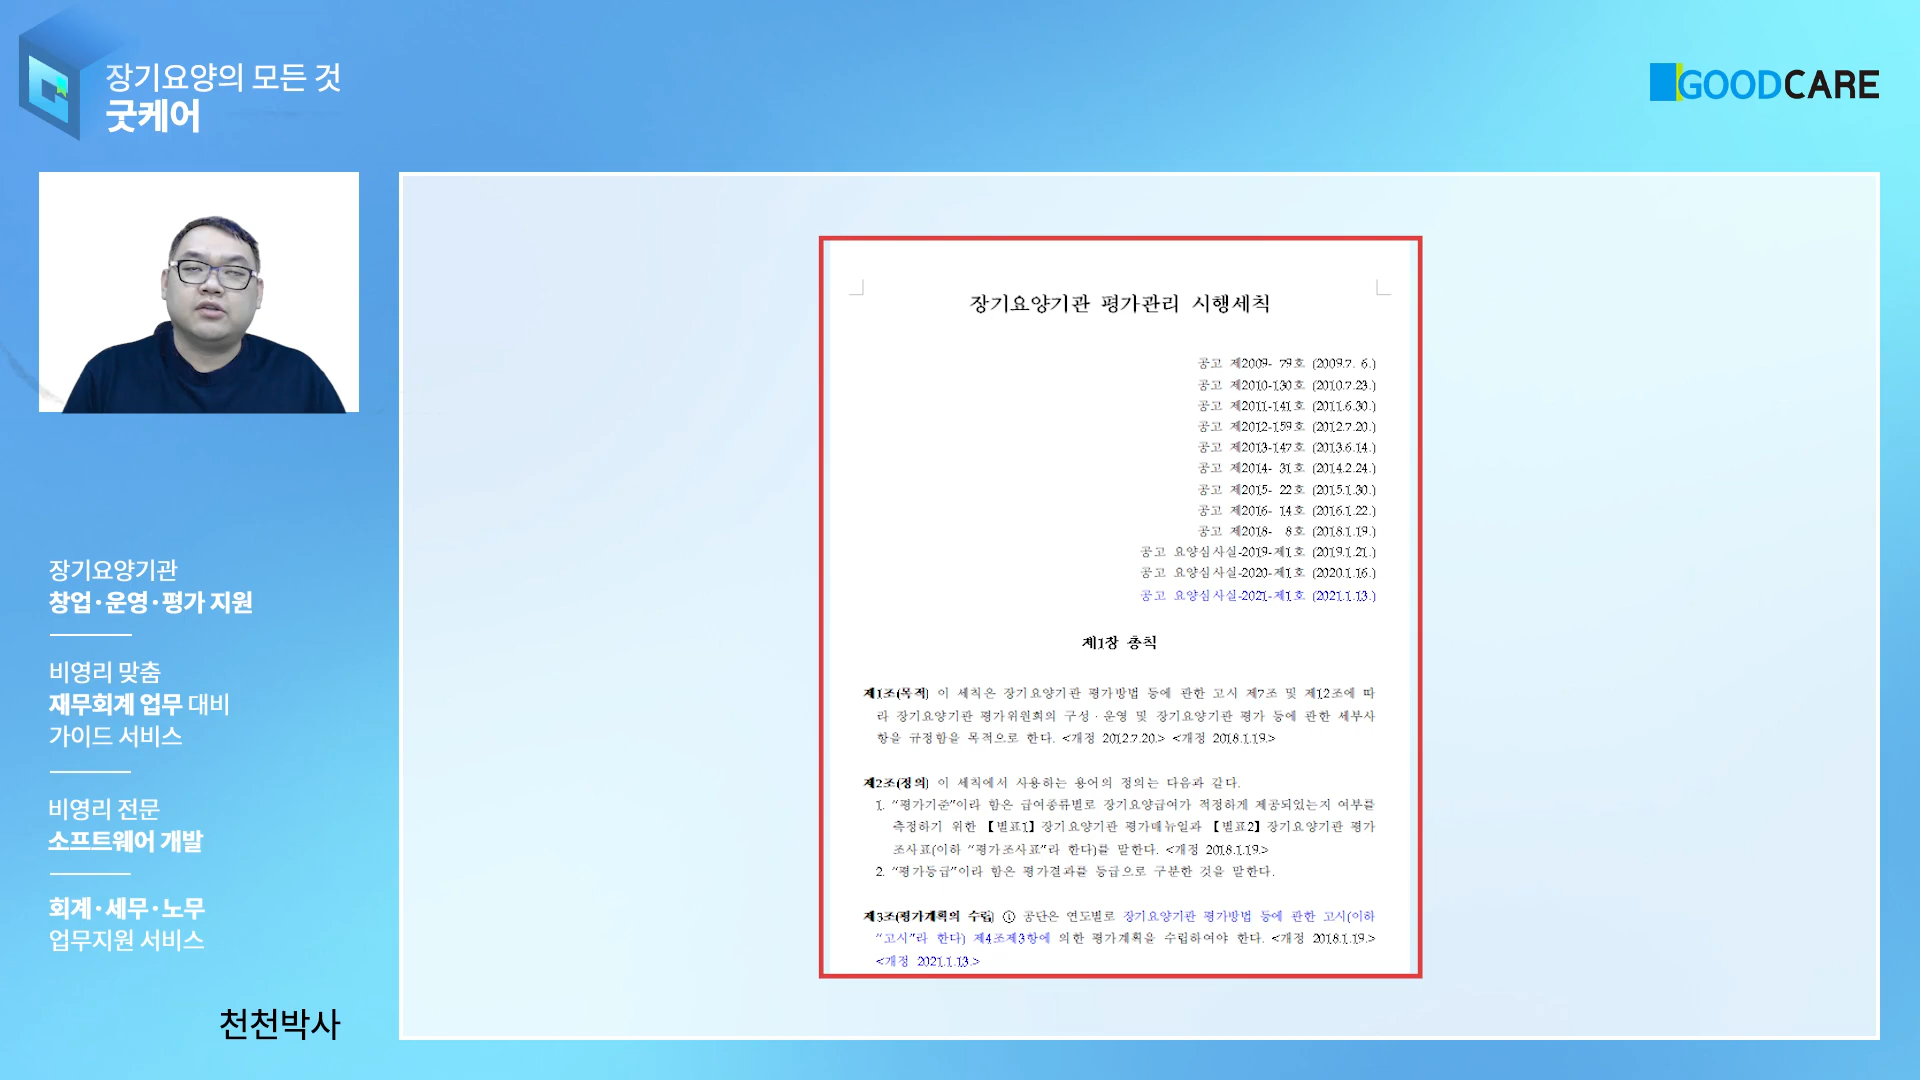 장기요양의 모든 것
굿케어
GOODCARE
장기요양기관
창업·운영·평가 지원
비영리 맞춤
재무회계 업무 대비
가이드 서비스
비영리 전문
소프트웨어 개발
회계·세무·노무
업무지원 서비스
천천박사
장기요양기관 평가관리 시행세칙
공고 제2009- 79호 (2009.7. 6.)
공고 제2010-130호 (2010.7.23.)
공고 제2011-141호 (2011.6.30.)
공고 제2012-159호 (2012.7.20.)
공고 제2013-147호 (2013.6.14.)
공고 제2014- 31호 (2014.2.24.)
공고 제2015- 22호 (2015.1.30.)
공고 제2016- 14호 (2016.1.22.)
공고 제2018- 8호 (2018.1.19.)
공고 요양심사실-2019-제1호 (2019.1.21.)
공고 요양심사실-2020-제1호 (2020.1.16.)
공고 요양심사실-2021-제1호 (2021.1.13.)
제1장 총칙
제1조(목적) 이 세칙은 장기요양기관 평가방법 등에 관한 고시 제7조 및 제12조에 따
라 장기요양기관 평가위원회의 구성·운영 및 장기요양기관 평가 등에 관한 세부사
항을 규정함을 목적으로 한다. <개정 2012.7.20.> <개정 2018.1.19.>
제2조(정의) 이 세칙에서 사용하는 용어의 정의는 다음과 같다.
1. “평가기준”이라 함은 급여종류별로 장기요양급여가 적정하게 제공되었는지 여부를
측정하기 위한 【별표1】장기요양기관 평가매뉴얼과 【별표2】장기요양기관 평가
조사표(이하 “평가조사표”라 한다)를 말한다. <개정 2018.1.19.>
2. “평가등급”이라 함은 평가결과를 등급으로 구분한 것을 말한다.
제3조(평가계획의 수립) ① 공단은 연도별로 장기요양기관 평가방법 등에 관한 고시(이하
“고시”라 한다) 제4조제3항에 의한 평가계획을 수립하여야 한다. <개정 2018.1.19.>
<개정 2021.1.13.>